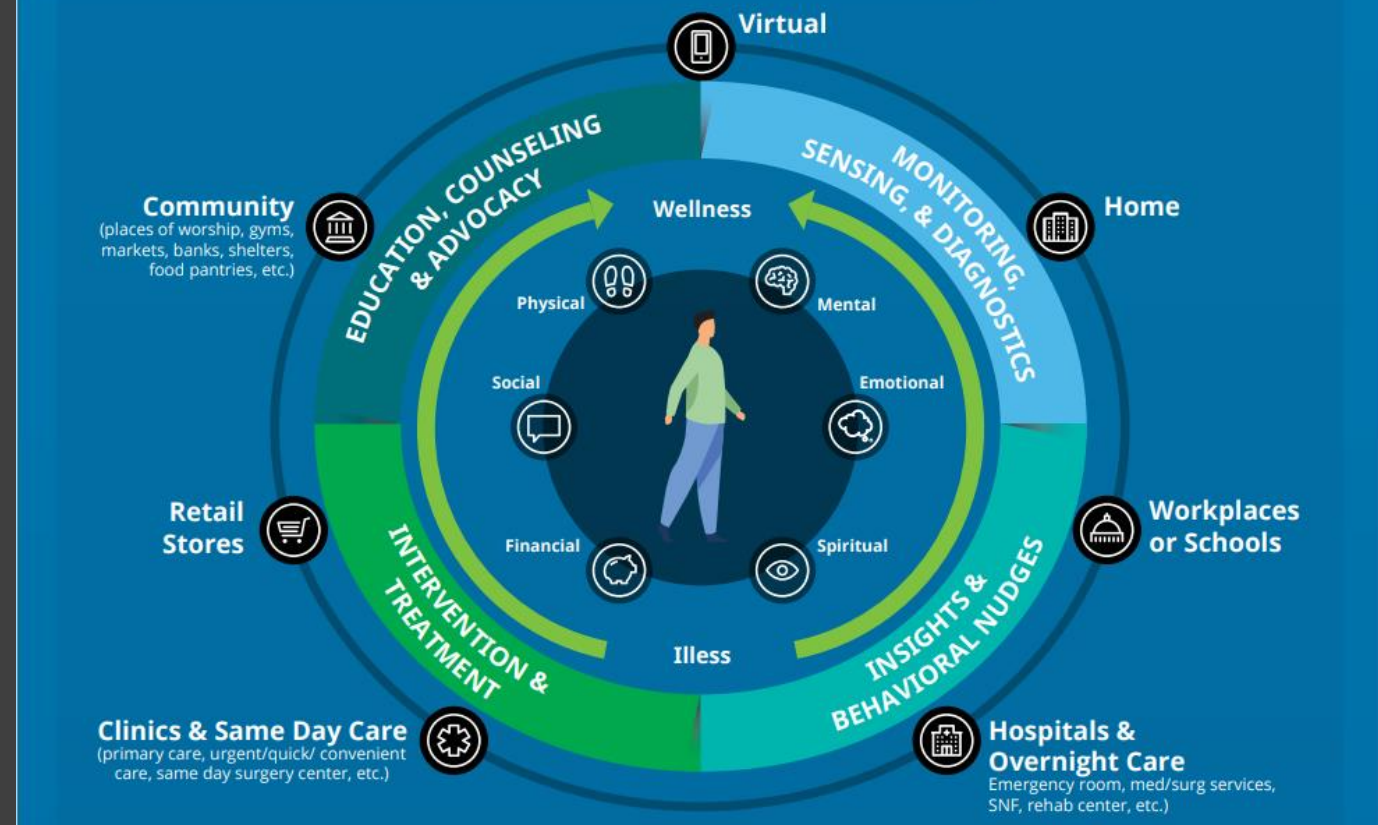 Virtual
EDUCATION, COUNSELING
& ADVOCACY
MONITORING,
SENSING, & DIAGNOSTICS
Community
(places of worship, gyms,
markets, banks, shelters,
food pantries, etc.)
Home
Wellness
Physical
Mental
Social
Emotional
Financial
Spiritual
Illess
Retail
Stores
Workplaces
or Schools
INTERVENTION &
TREATMENT
INSIGHTS &
BEHAVIORAL NUDGES
Clinics & Same Day Care
(primary care, urgent/quick/ convenient
care, same day surgery center, etc.)
Hospitals &
Overnight Care
Emergency room, med/surg services,
SNF, rehab center, etc.)